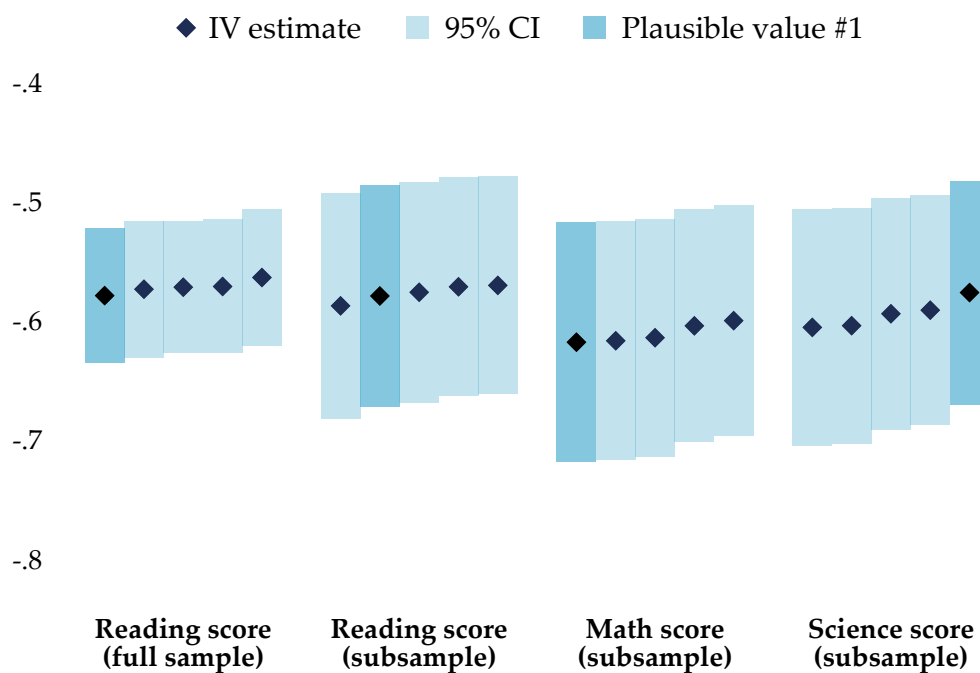 IV estimate 95% CI Plausible value #1
-.4
-.5
-.6
-.7
-.8
Reading score
(full sample)
Reading score
(subsample)
Math score
(subsample)
Science score
(subsample)